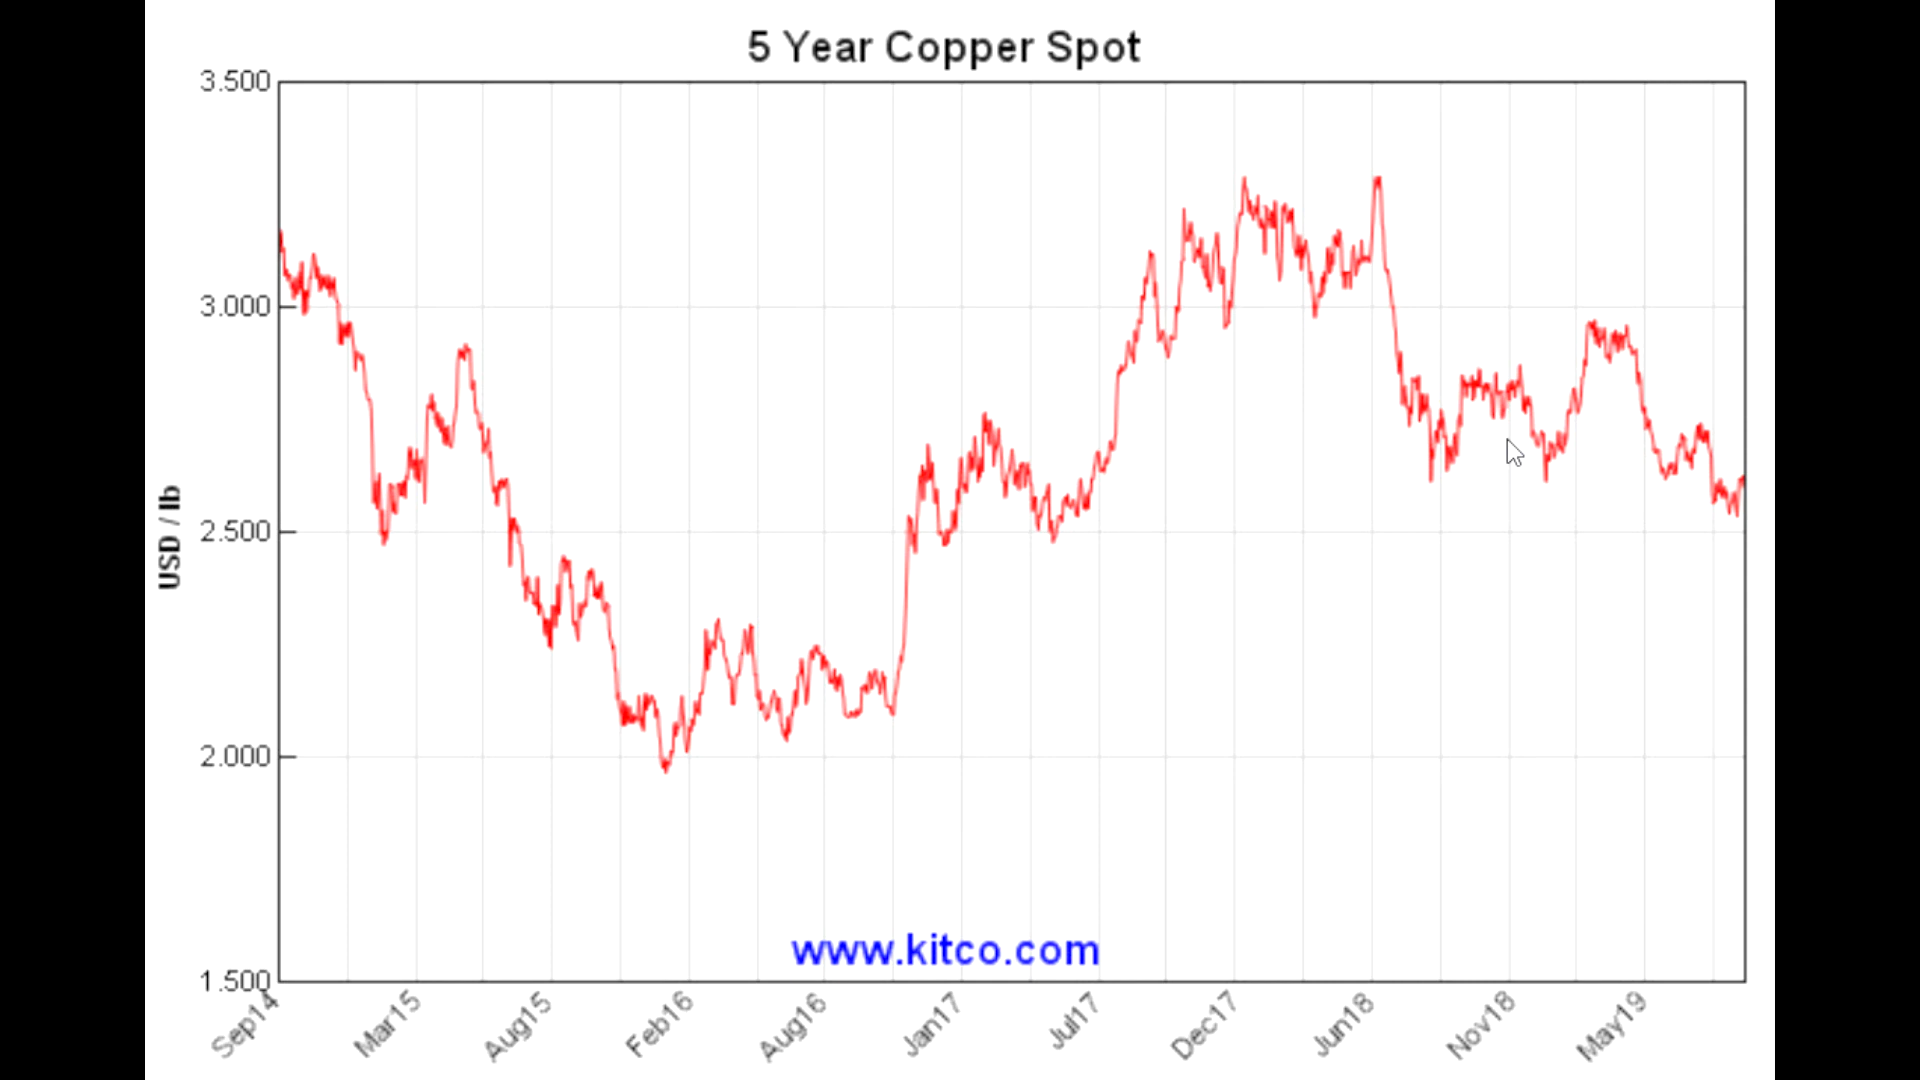 5 Year Copper Spot
3.500
3.000
2.500
2.000
1.500
USD / lb
www.kitco.com
Sep14
Mar15
Aug15
Feb16
Aug16
Jan17
Jul17
Dec17
Jun18
Nov18
May19